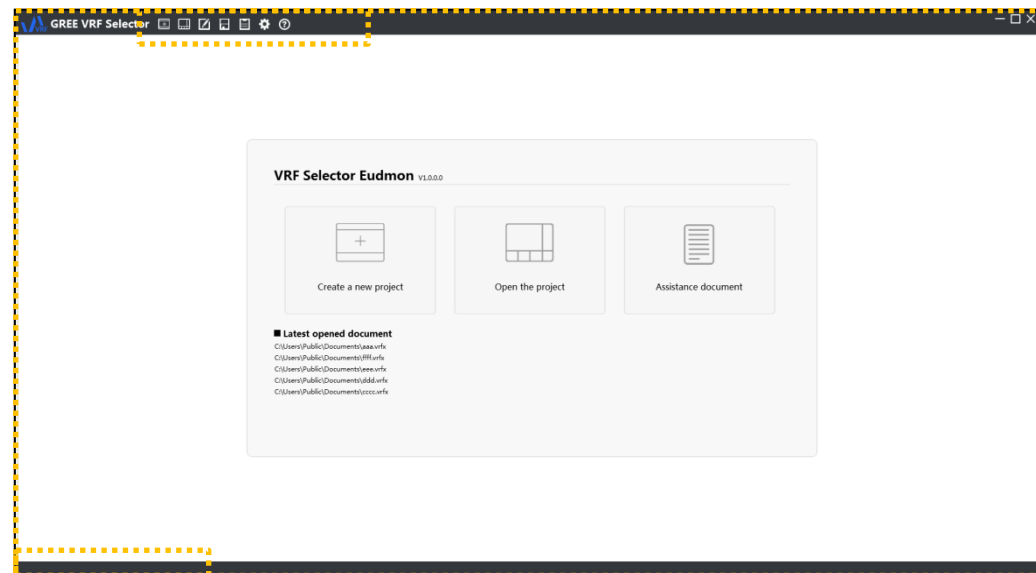 GREE VRF Selector
VRF Selector Eudmon V1.0.0.0
Create a new project
Open the project
Assistance document
Latest opened document
C:\Users\Public\Documents\aaa.vrfx
C:\Users\Public\Documents\ffff.vrfx
C:\Users\Public\Documents\eee.vrfx
C:\Users\Public\Documents\ddd.vrfx
C:\Users\Public\Documents\cccc.vrfx